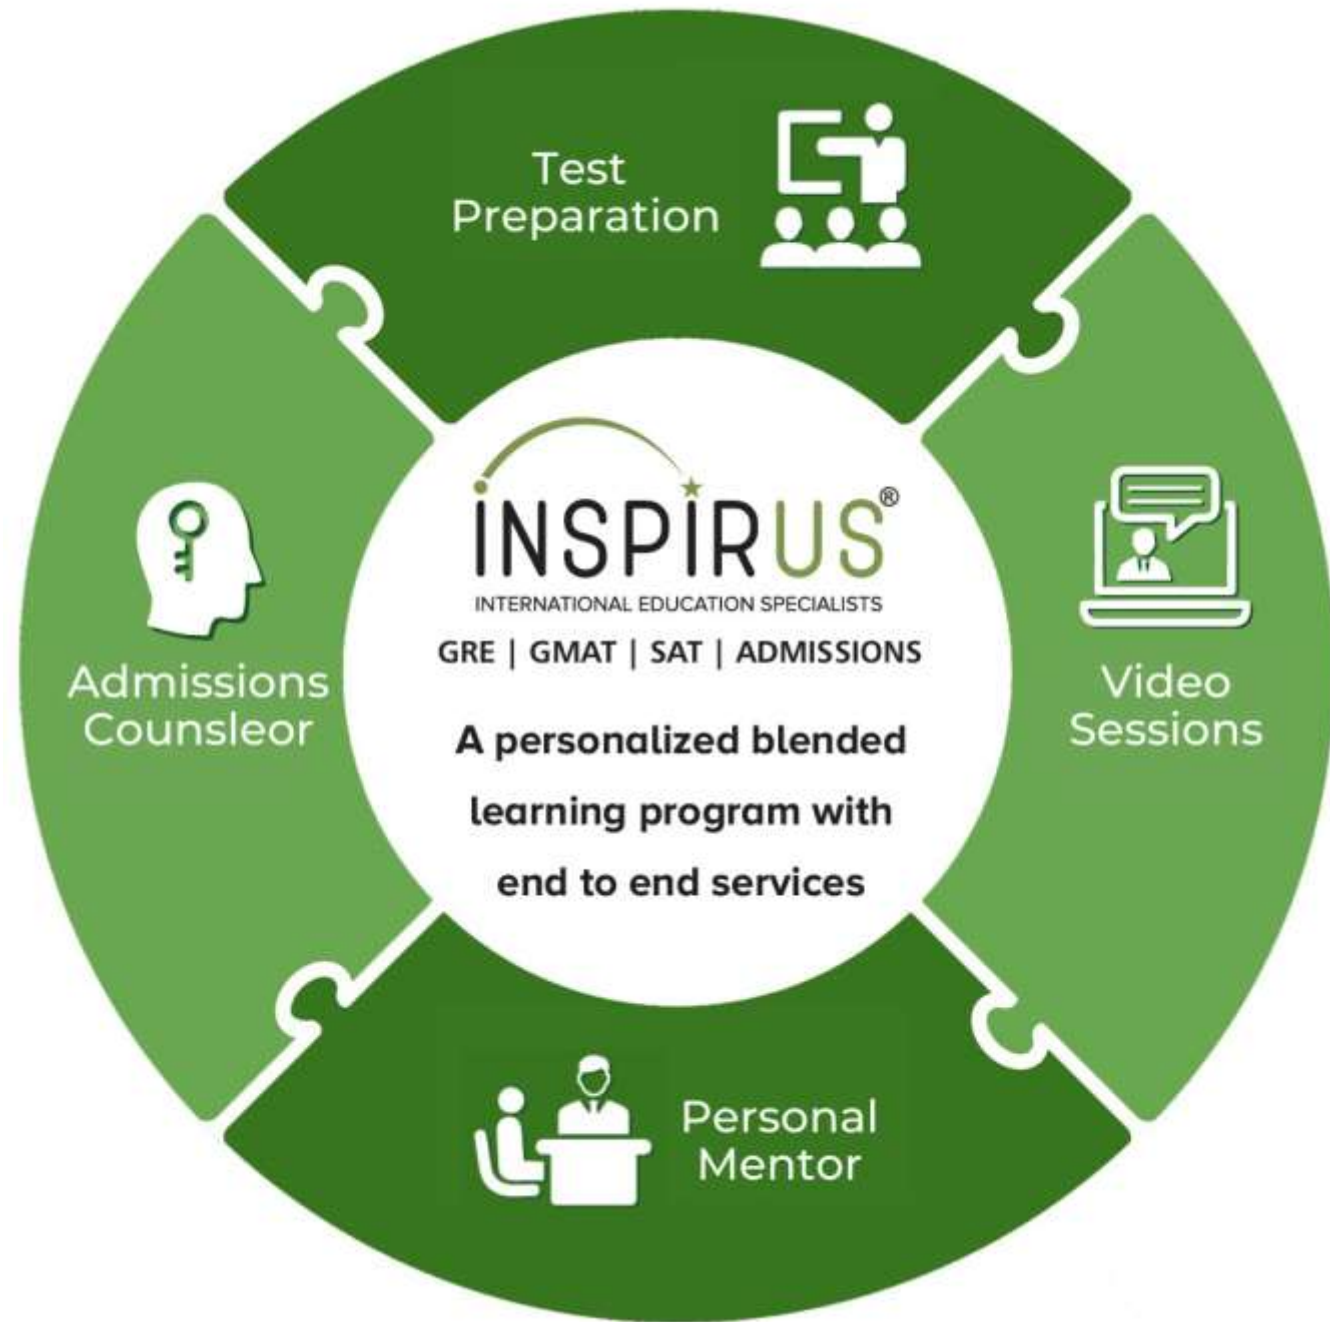 Test
Preparation
Admissions
Counsleor
INSPIRUS®
INTERNATIONAL EDUCATION SPECIALISTS
GRE | GMAT | SAT | ADMISSIONS
A personalized blended
learning program with
end to end services
Video
Sessions
Personal
Mentor